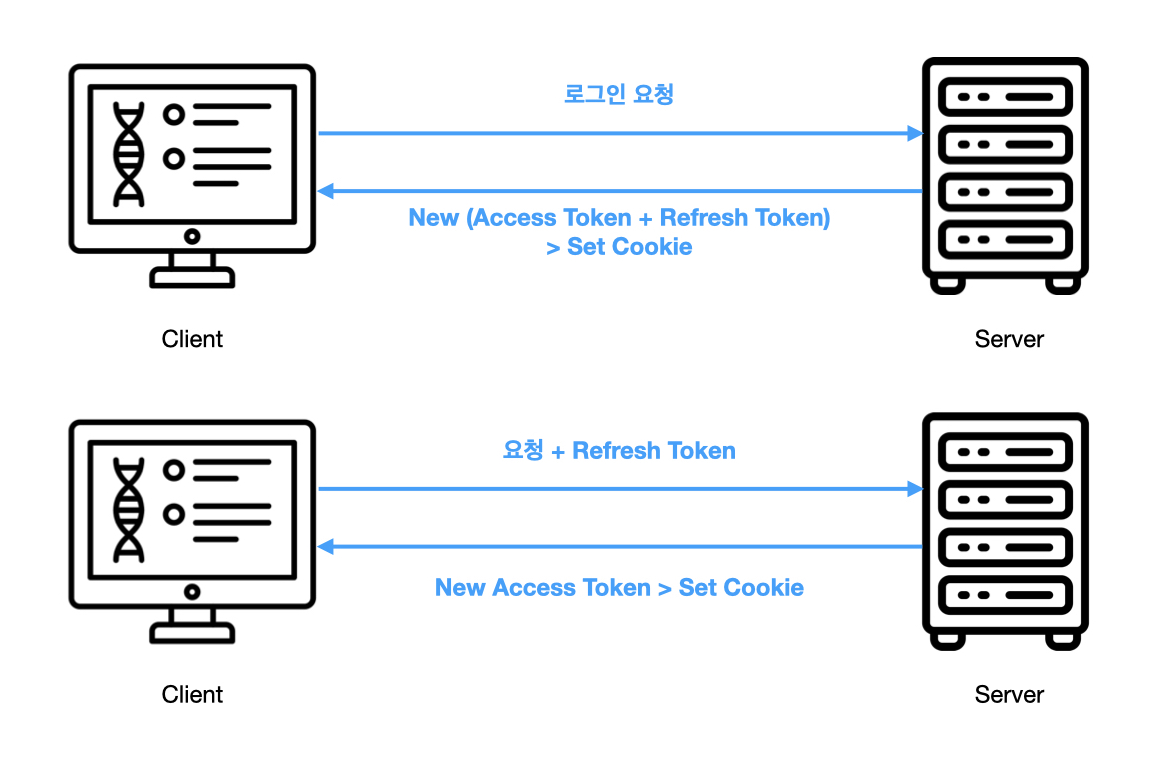 로그인 요청
New (Access Token + Refresh Token)
> Set Cookie
Client
Server
요청 + Refresh Token
New Access Token > Set Cookie
Client
Server